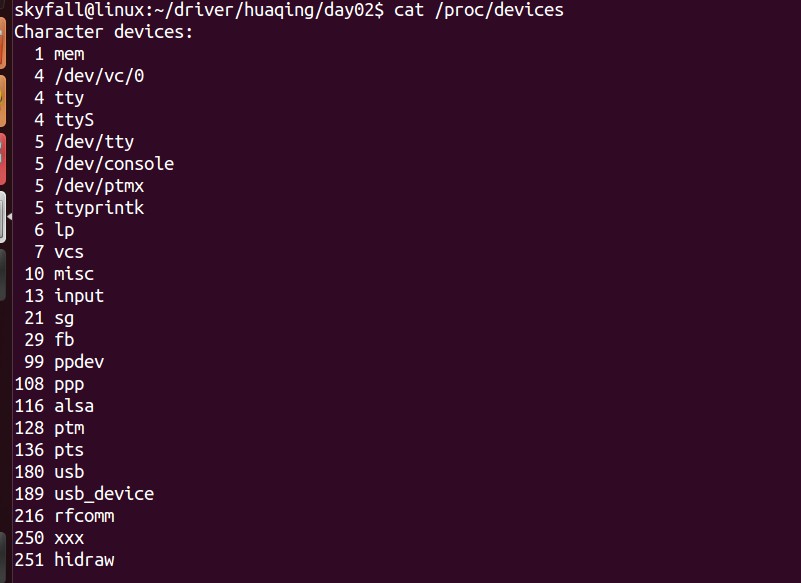 skyfall@linux:~/driver/huaqing/day02$ cat /proc/devices
Character devices:
  1 mem
  4 /dev/vc/0
  4 tty
  4 ttyS
  5 /dev/tty
  5 /dev/console
  5 /dev/ptmx
  5 ttyprintk
  6 lp
  7 vcs
 10 misc
 13 input
 21 sg
 29 fb
 99 ppdev
108 ppp
116 alsa
128 ptm
136 pts
180 usb
189 usb_device
216 rfcomm
250 xxx
251 hidraw